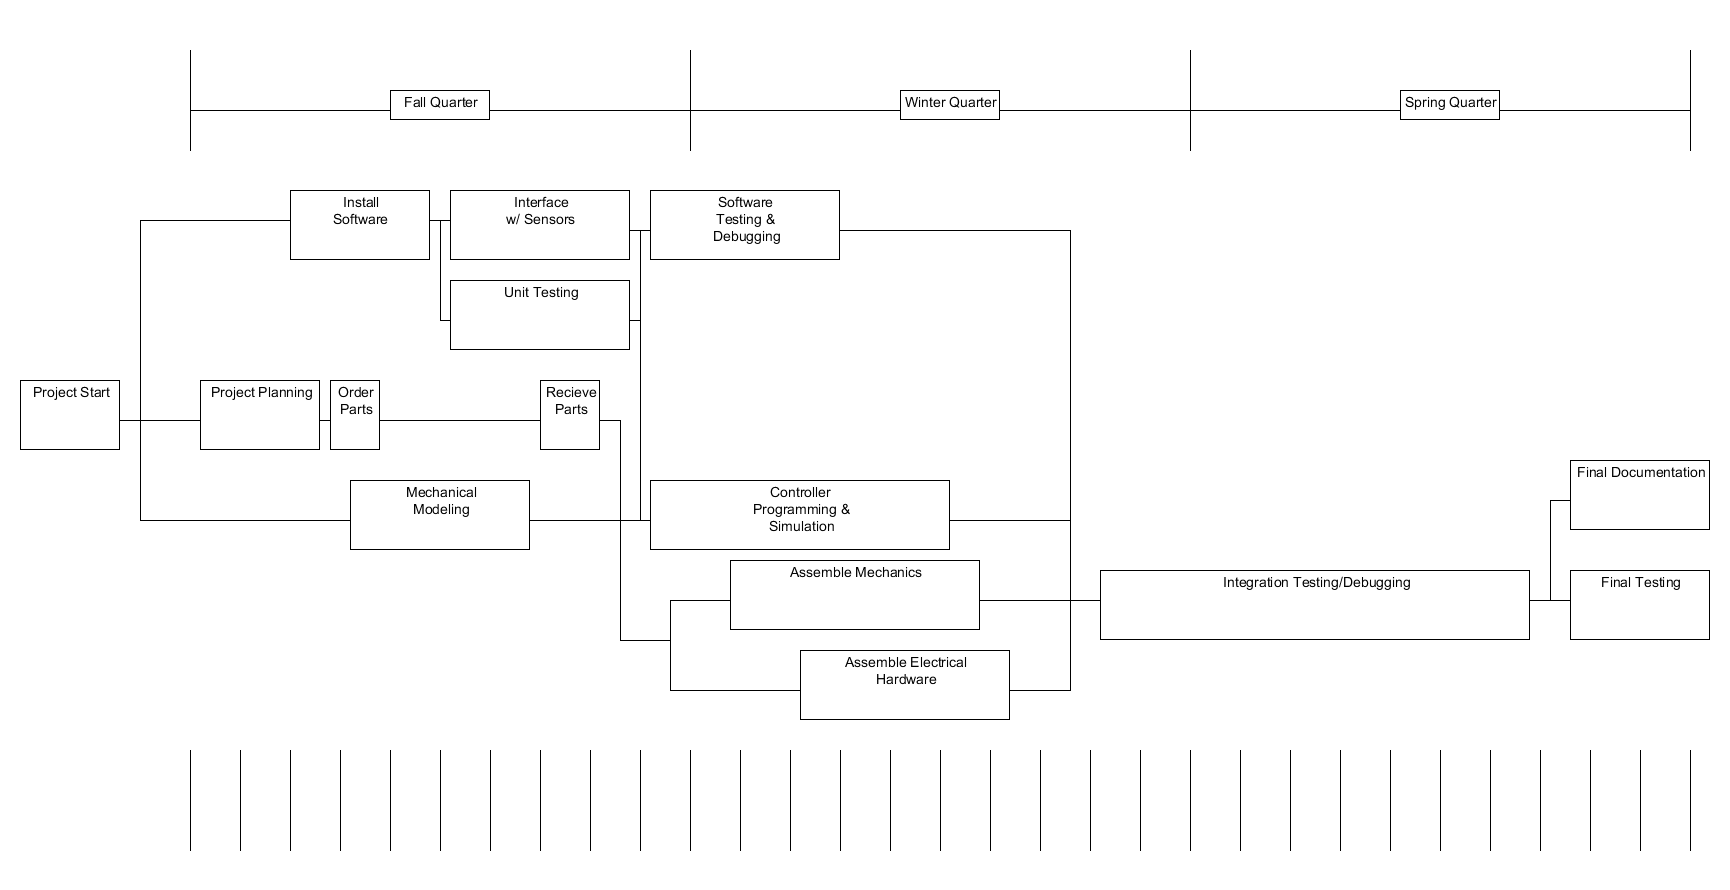 Fall Quarter
Winter Quarter
Spring Quarter
Install
Software
Interface
w/ Sensors
Software
Testing &
Debugging
Unit Testing
Project Start
Project Planning
Order
Parts
Recieve
Parts
Mechanical
Modeling
Controller
Programming &
Simulation
Final Documentation
Assemble Mechanics
Integration Testing/Debugging
Final Testing
Assemble Electrical
Hardware